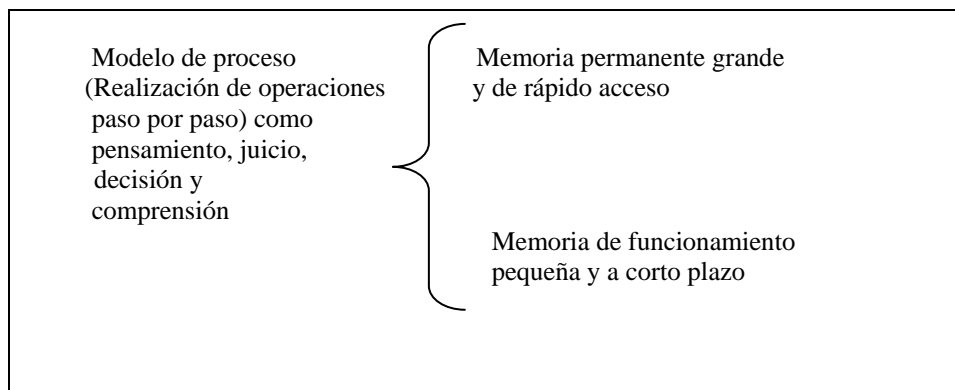 Modelo de proceso
(Realización de operaciones
paso por paso) como
pensamiento, juicio,
decisión y
comprensión
Memoria permanente grande
y de rápido acceso
Memoria de funcionamiento
pequeña y a corto plazo